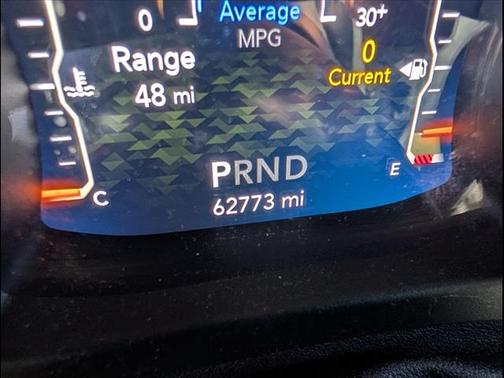 0
Average
MPG
30+
Range
48 mi
0
Current
PRND
62773 mi
C
E